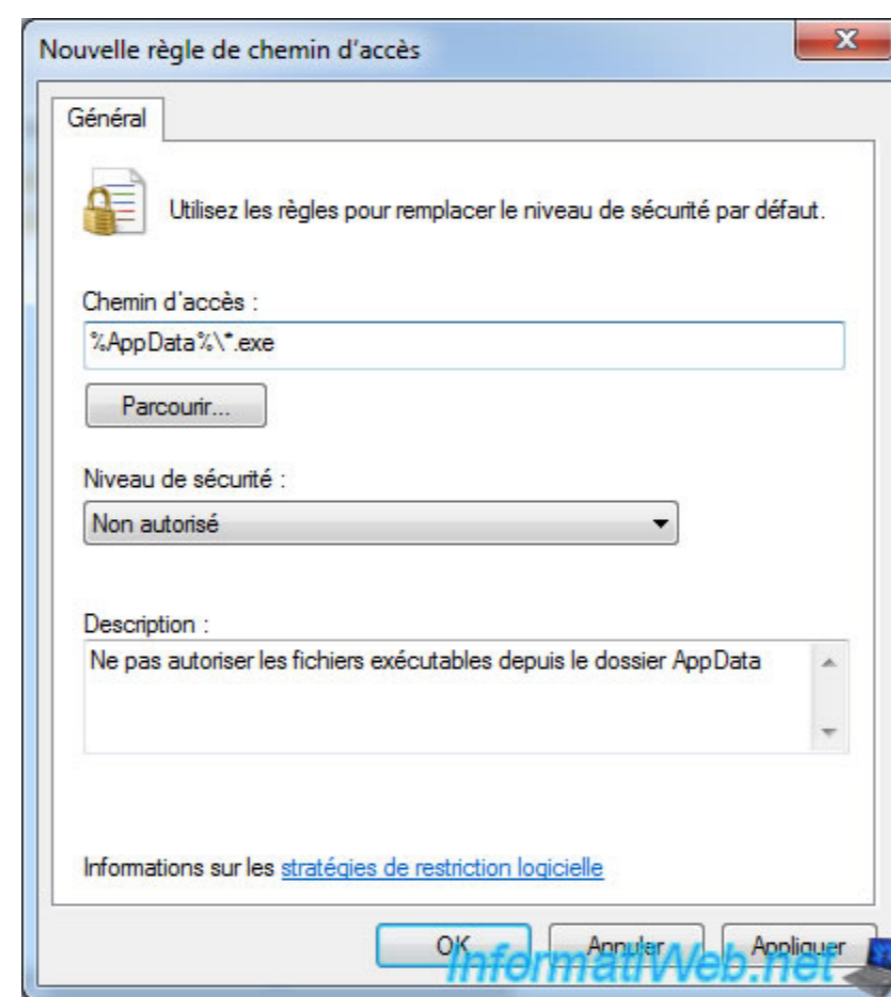 Nouvelle règle de chemin d'accès
Général
Utilisez les règles pour remplacer le niveau de sécurité par défaut.
Chemin d'accès :
%AppData%\*.exe
Parcourir...
Niveau de sécurité :
Non autorisé
Description :
Ne pas autoriser les fichiers exécutables depuis le dossier AppData
Informations sur les stratégies de restriction logicielle
OK Annuler Appliquer
InformatiWeb.net